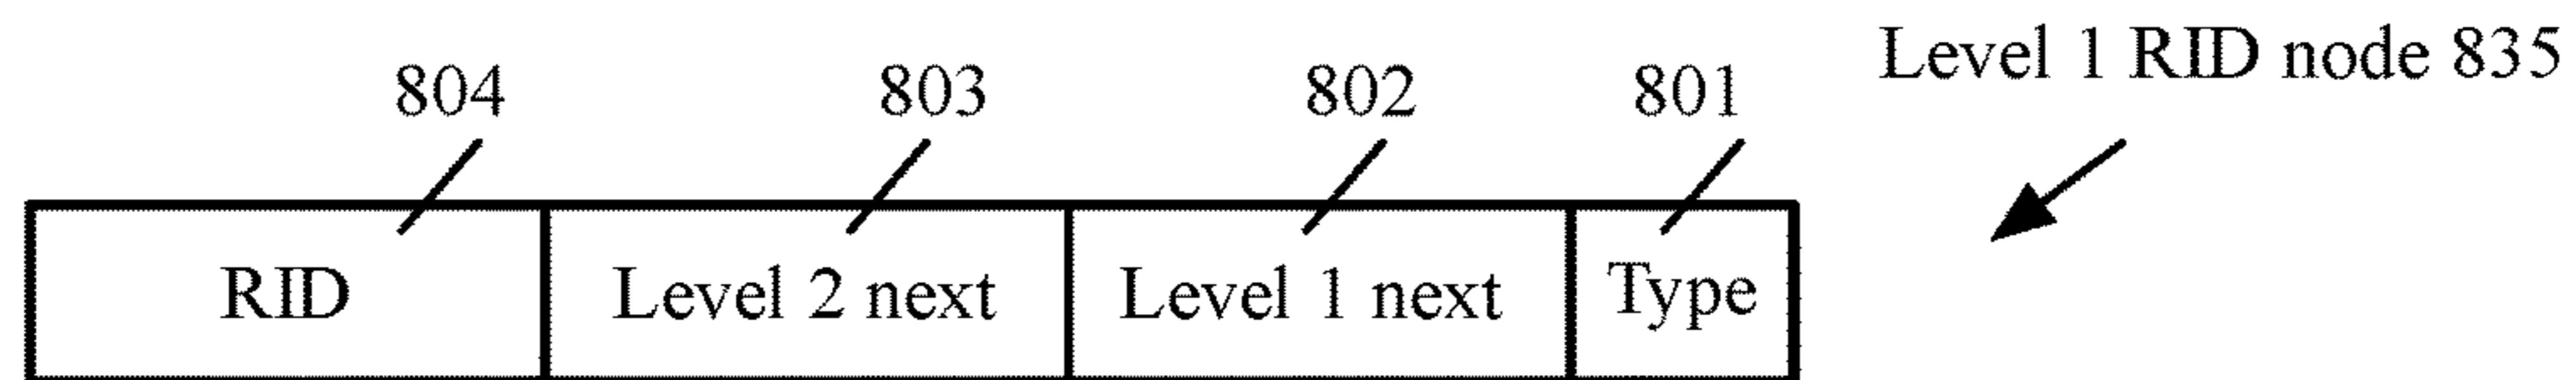 Level 1 RID node 835
804 803 802 801
RID Level 2 next Level 1 next Type